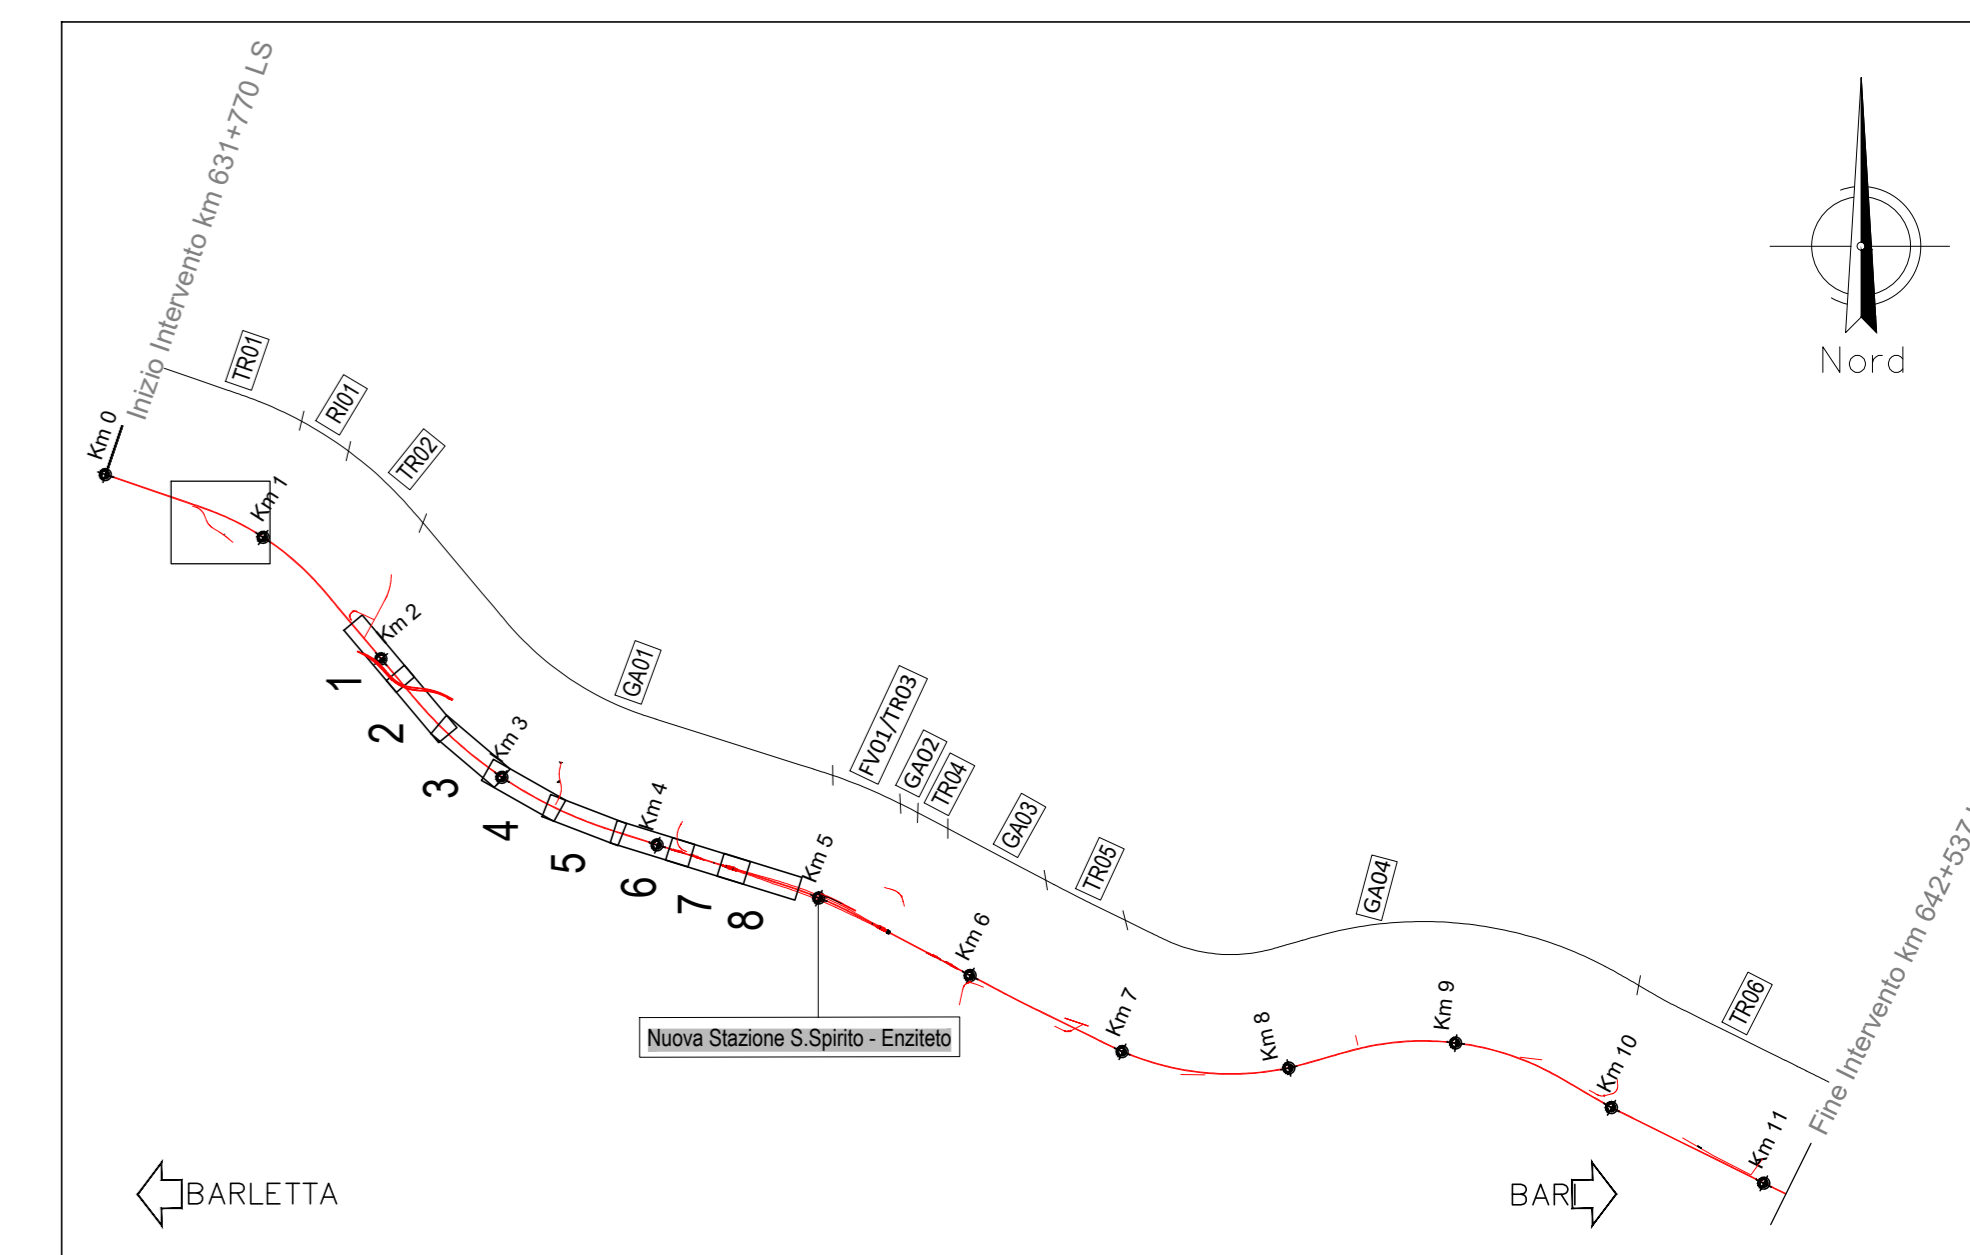 Inizio Intervento km 631+770 LS
Nord
TR01
RI01
TR02
GA01
FV01/TR03
GA02
TR04
GA03
TR05
GA04
TR06
Km 0
Km 1
Km 2
Km 3
Km 4
Km 5
Km 6
Km 7
Km 8
Km 9
Km 10
Km 11
1
2
3
4
5
6
7
8
Nuova Stazione S.Spirito - Enziteto
Fine Intervento km 642+537
BARLETTA
BARI